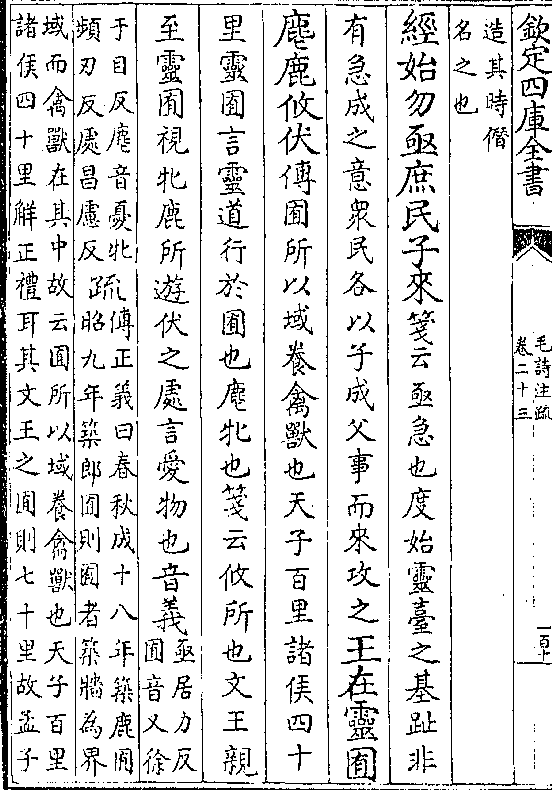 欽定四庫全書
毛詩注疏
卷二十三
百十
造其時僭
名之也
經始勿亟庶民子來箋云亟急也度始靈臺之基趾非
有急成之意衆民各以子成父事而來攻之王在靈囿
麀鹿攸伏傳囿所以域養禽獸也天子百里諸侯四十
里靈囿言靈道行於囿也麀牝也箋云攸所也文王親
至靈囿視牝鹿所遊伏之處言愛物也音義亟居力反
囿音又徐
于目反麀音憂牝
頻刃反處昌慮反疏傳正義曰春秋成十八年築鹿囿
昭九年築郎囿則囿者築牆為界
域而禽獸在其中故云囿所以域養禽獸也天子百里
諸侯四十里解正禮耳其文王之囿則七十里故孟子